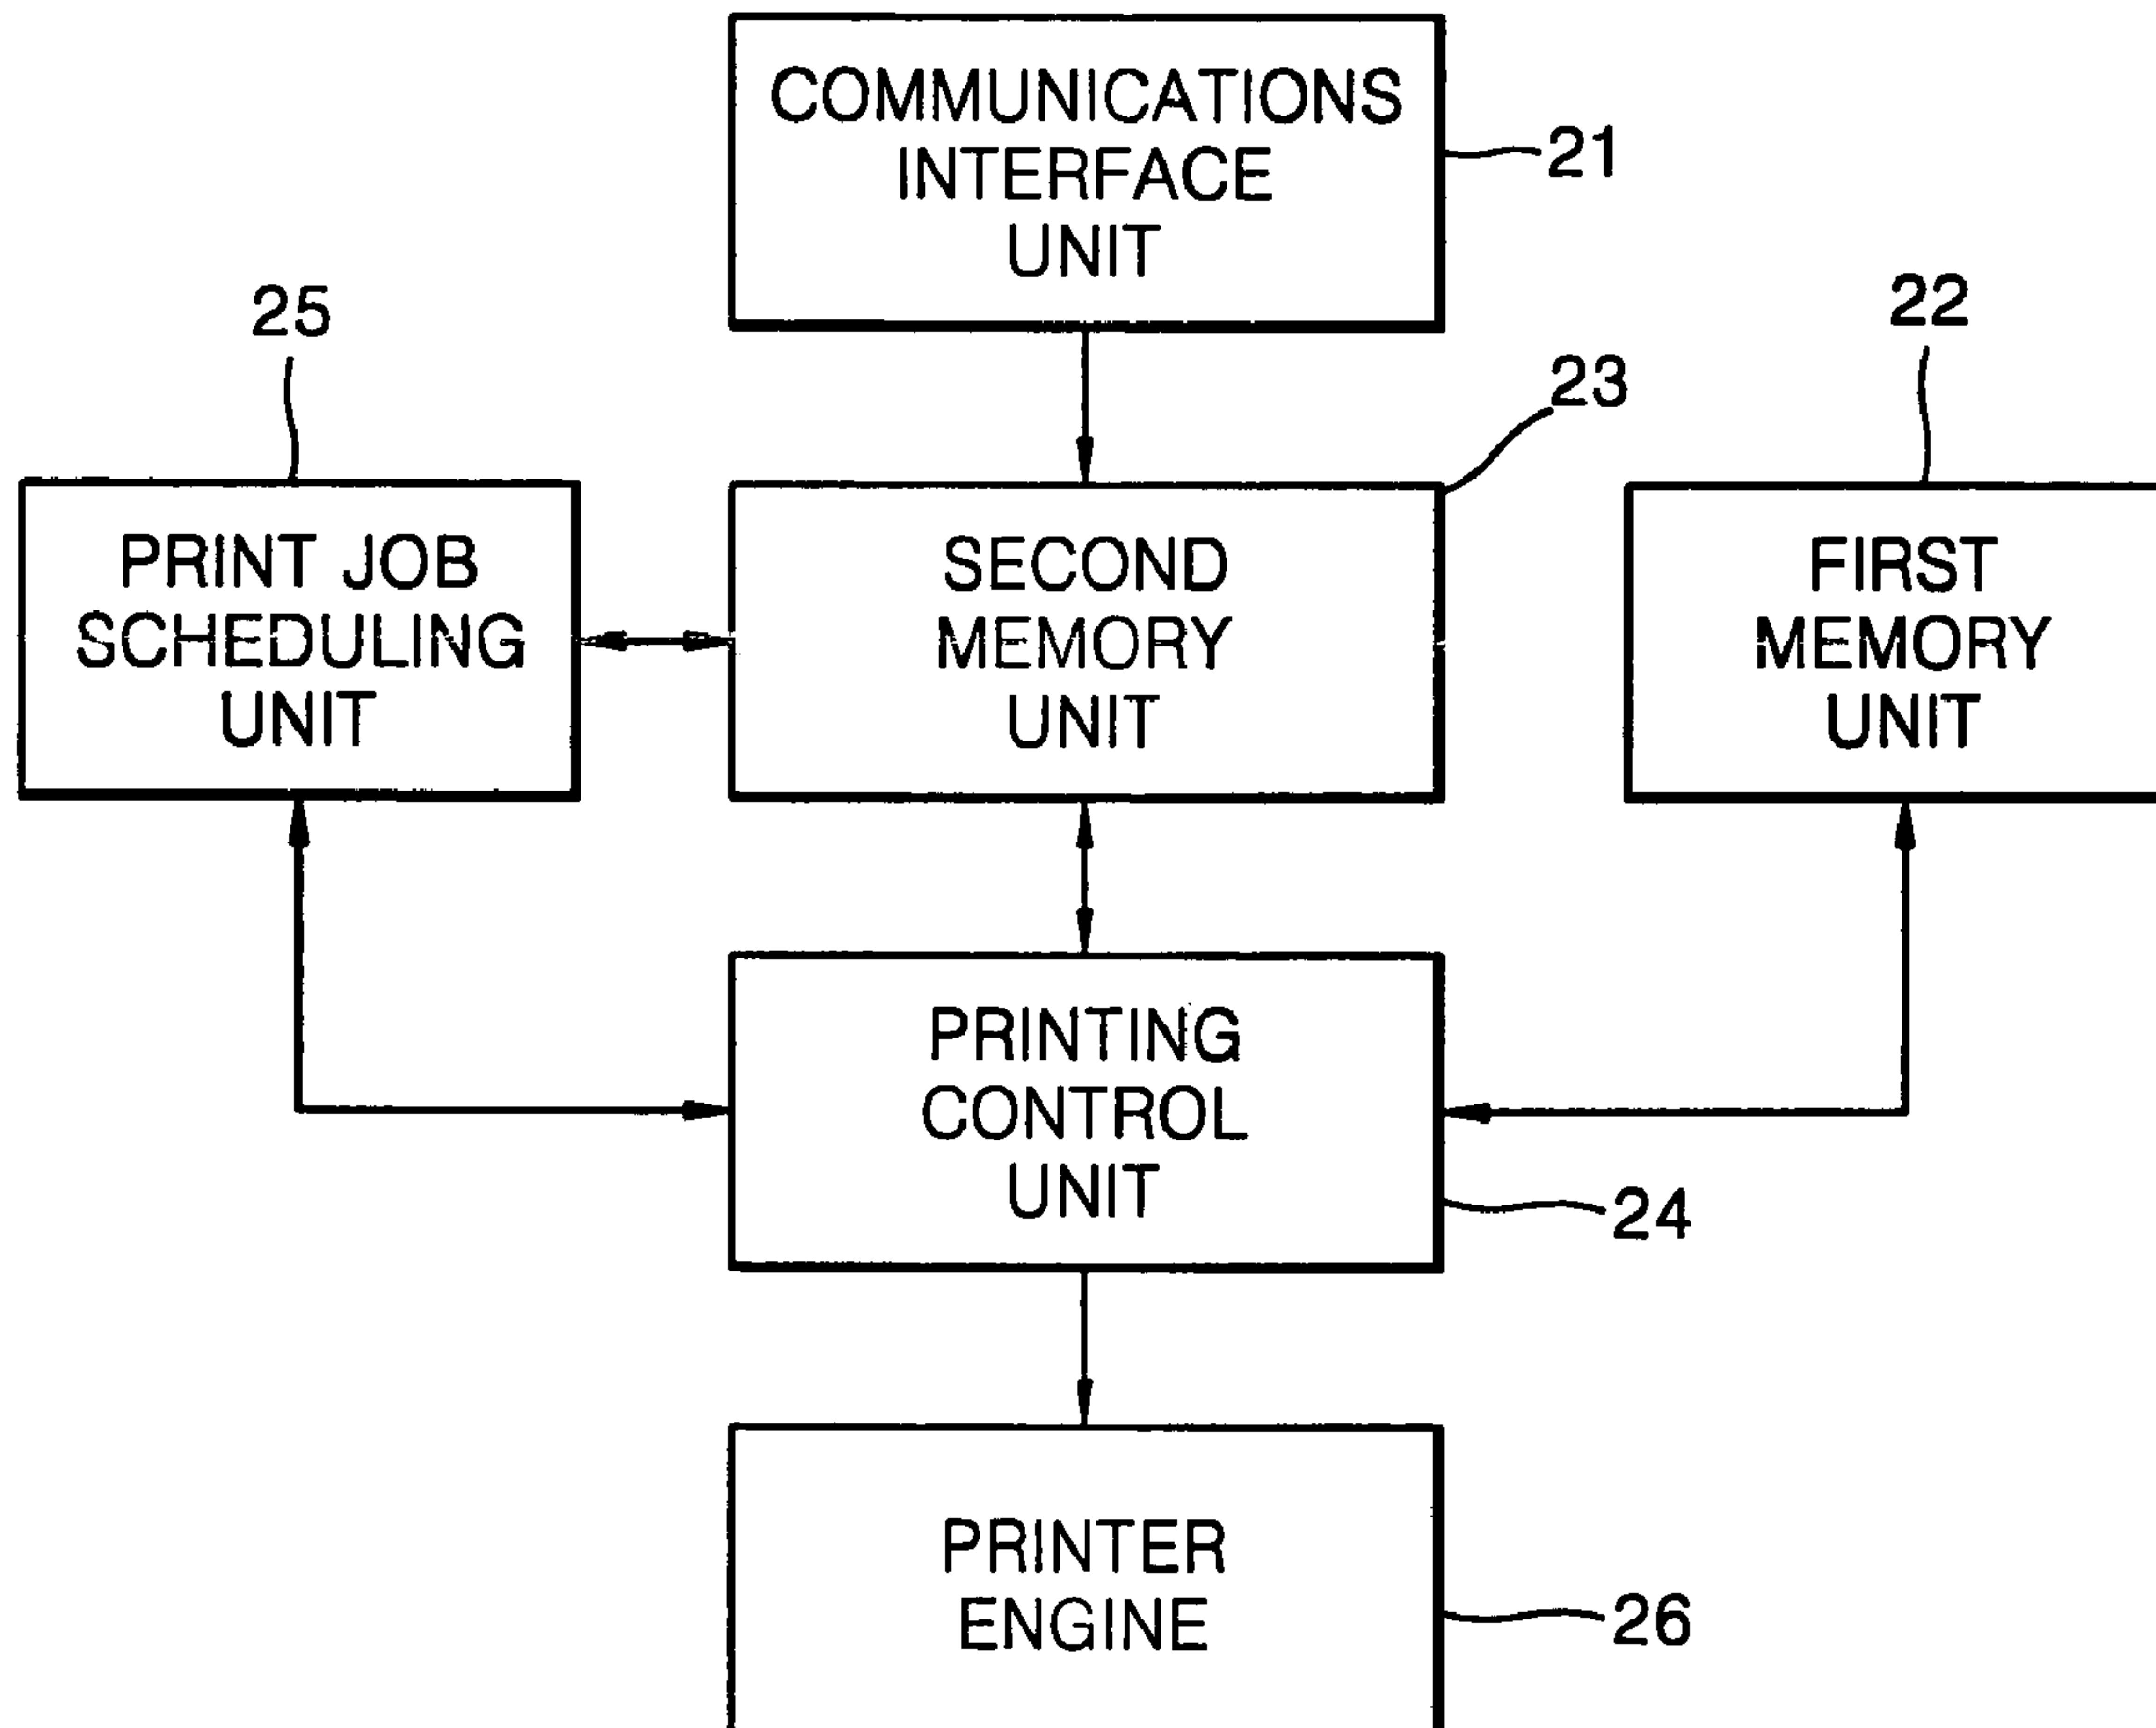 COMMUNICATIONS
INTERFACE
UNIT
21
25
22
23
PRINT JOB
SCHEDULING
UNIT
SECOND
MEMORY
UNIT
FIRST
MEMORY
UNIT
PRINTING
CONTROL
UNIT
24
PRINTER
ENGINE
26